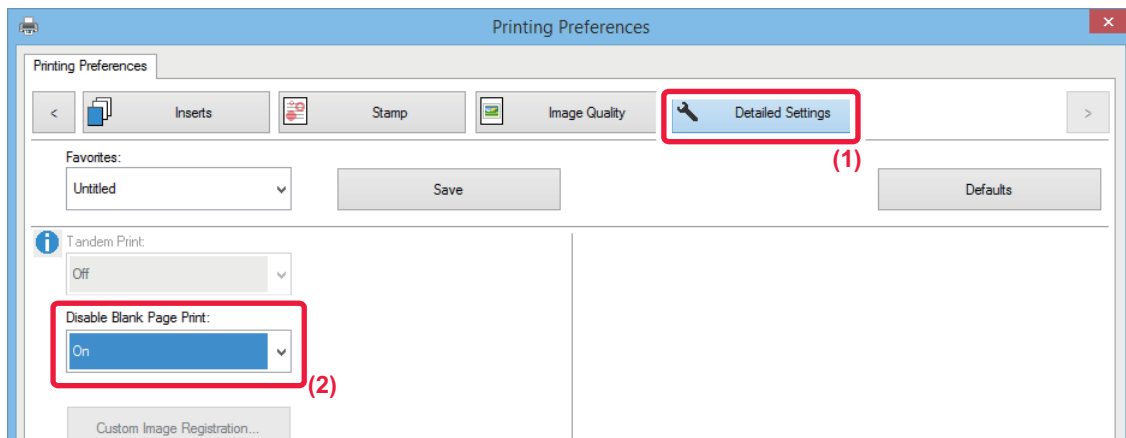 Printing Preferences
Printing Preferences
< Inserts Stamp Image Quality Detailed Settings >
(1)
Favorites:
Untitled Save Defaults
Tandem Print:
Off
Disable Blank Page Print:
On
(2)
Custom Image Registration...